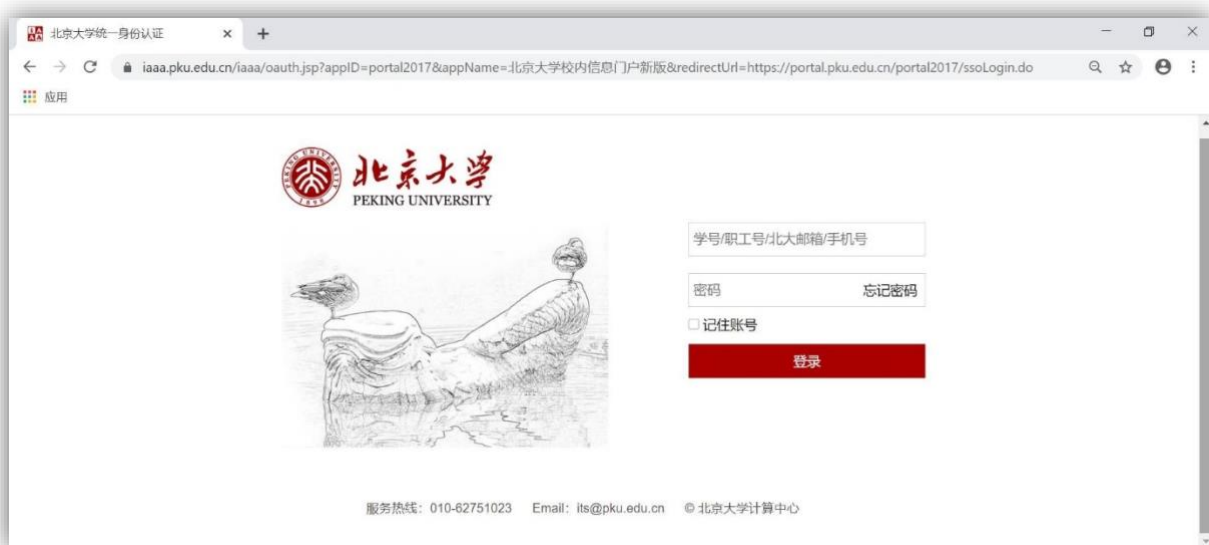 北京大学统一身份认证
iaaa.pku.edu.cn/iaaa/oauth.jsp?appID=portal2017&appName=北京大学校内信息门户新版&redirectUrl=https://portal.pku.edu.cn/portal2017/ssoLogin.do
应用
北京大学
PEKING UNIVERSITY
PEKING UNIVERSITY
1898
学号/职工号/北大邮箱/手机号
密码 忘记密码
记住账号
登录
服务热线：010-62751023 Email：its@pku.edu.cn ©北京大学计算中心